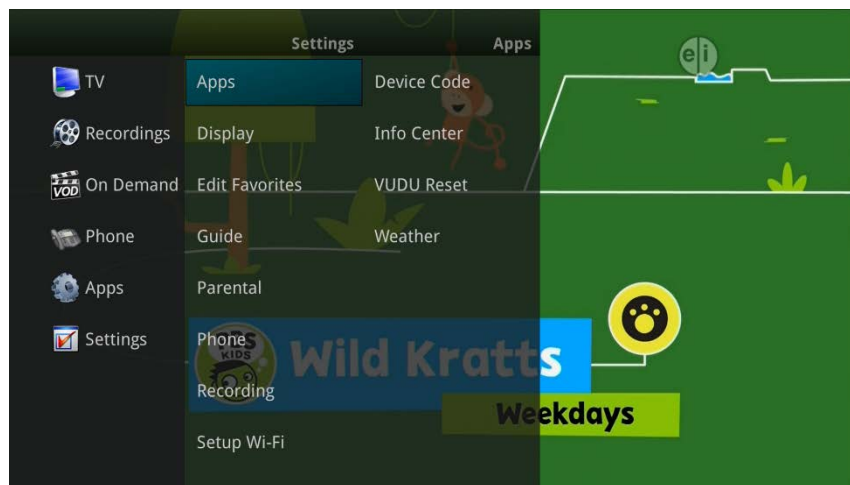 Settings
Apps
TV
Recordings
VOD
On Demand
Phone
Apps
Settings
Apps
Display
Edit Favorites
Guide
Parental
Phone
Recording
Setup Wi-Fi
Device Code
Info Center
VUDU Reset
Weather
PBS
KIDS
Wild Kratts
Weekdays
e/i